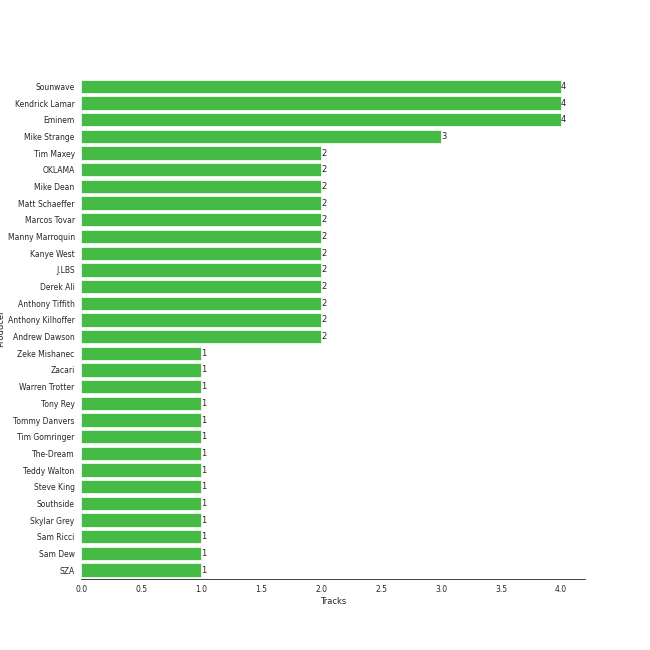 Sounwave 4
Kendrick Lamar 4
Eminem 4
Mike Strange 3
Tim Maxey 2
OKLAMA 2
Mike Dean 2
Matt Schaeffer 2
Marcos Tovar 2
Manny Marroquin 2
Kanye West 2
J.LBS 2
Derek Ali 2
Anthony Tiffith 2
Anthony Kilhoffer 2
Andrew Dawson 2
Zeke Mishanec 1
Zacari 1
Warren Trotter 1
Tony Rey 1
Tommy Danvers 1
Tim Gomringer 1
The-Dream 1
Teddy Walton 1
Steve King 1
Southside 1
Skylar Grey 1
Sam Ricci 1
Sam Dew 1
SZA 1
0.0 0.5 1.0 1.5 2.0 2.5 3.0 3.5 4.0
Tracks